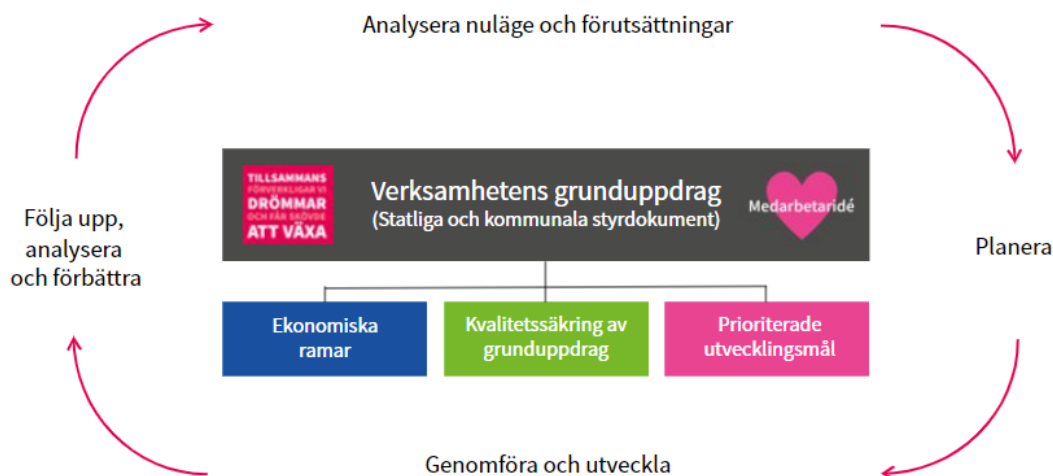 Analysera nuläge och förutsättningar
TILLSAMMANS
FÖRVERKLIGAR VI
DRÖMMAR
OCH FÅR SKÖVDE
ATT VÄXA
Verksamhetens grunduppdrag
(Statliga och kommunala styrdokument)
Medarbetaridé
Följa upp,
analysera
och förbättra
Planera
Ekonomiska
ramar
Kvalitetssäkring av
grunduppdrag
Prioriterade
utvecklingsmål
Genomföra och utveckla